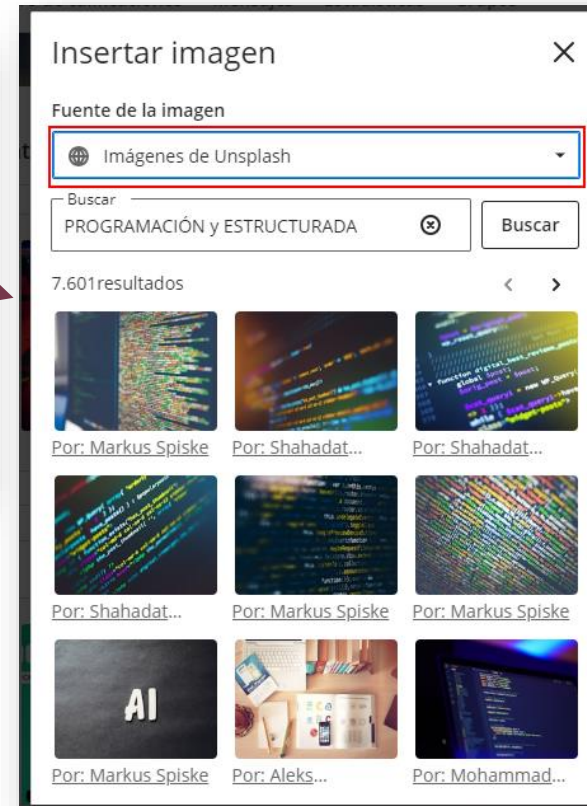 Insertar imagen
Fuente de la imagen
Imágenes de Unsplash
Buscar
PROGRAMACIÓN y ESTRUCTURADA
Buscar
7.601resultados
Por: Markus Spiske
Por: Shahadat...
Por: Shahadat...
Por: Shahadat...
Por: Markus Spiske
Por: Markus Spiske
AI
Por: Markus Spiske
Por: Aleks...
Por: Mohammad...